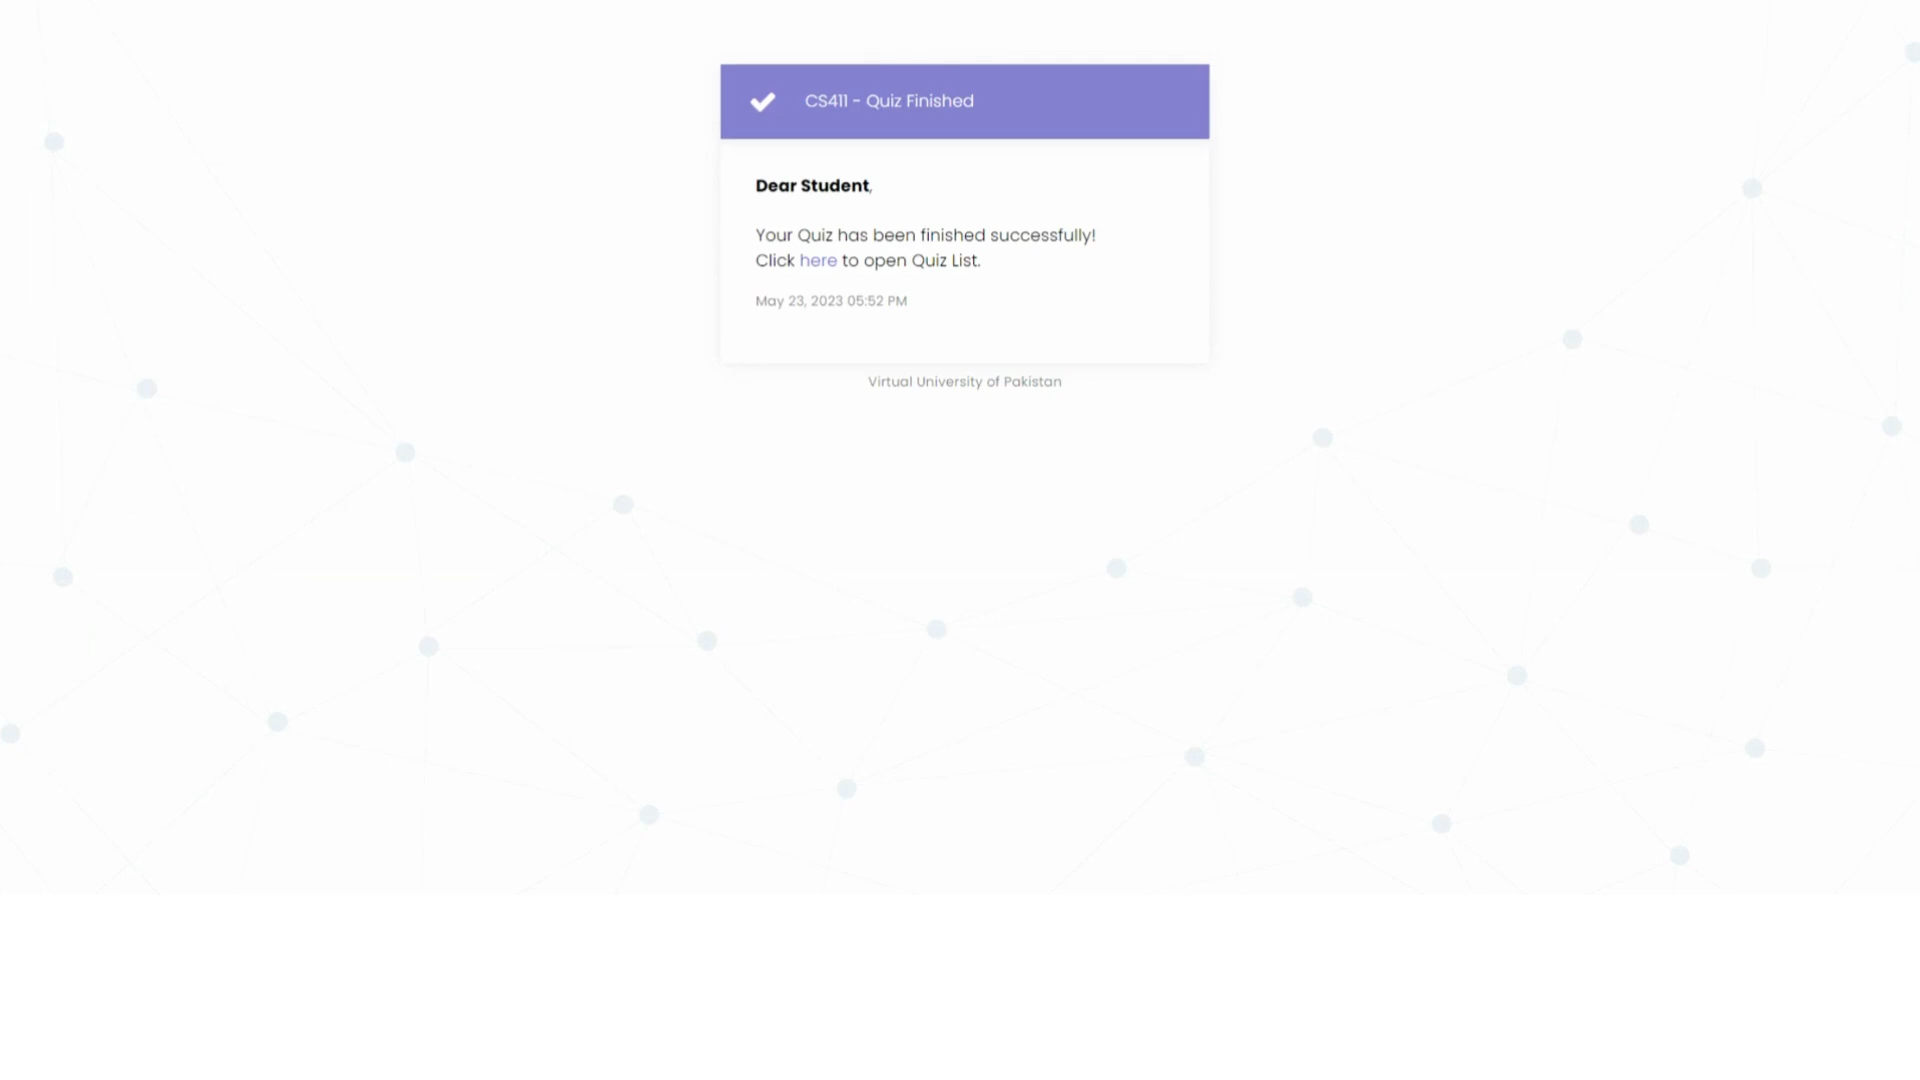 CS411 - Quiz Finished
Dear Student,
Your Quiz has been finished successfully!
Click here to open Quiz List.
May 23, 2023 05:52 PM
Virtual University of Pakistan